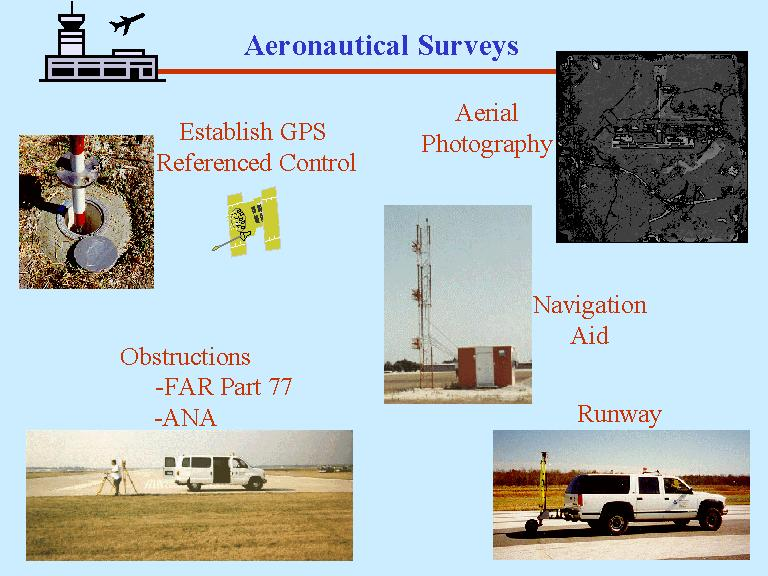 Aeronautical Surveys
Establish GPS
Referenced Control
Aerial
Photography
Navigation
Aid
Obstructions
-FAR Part 77
-ANA
Runway